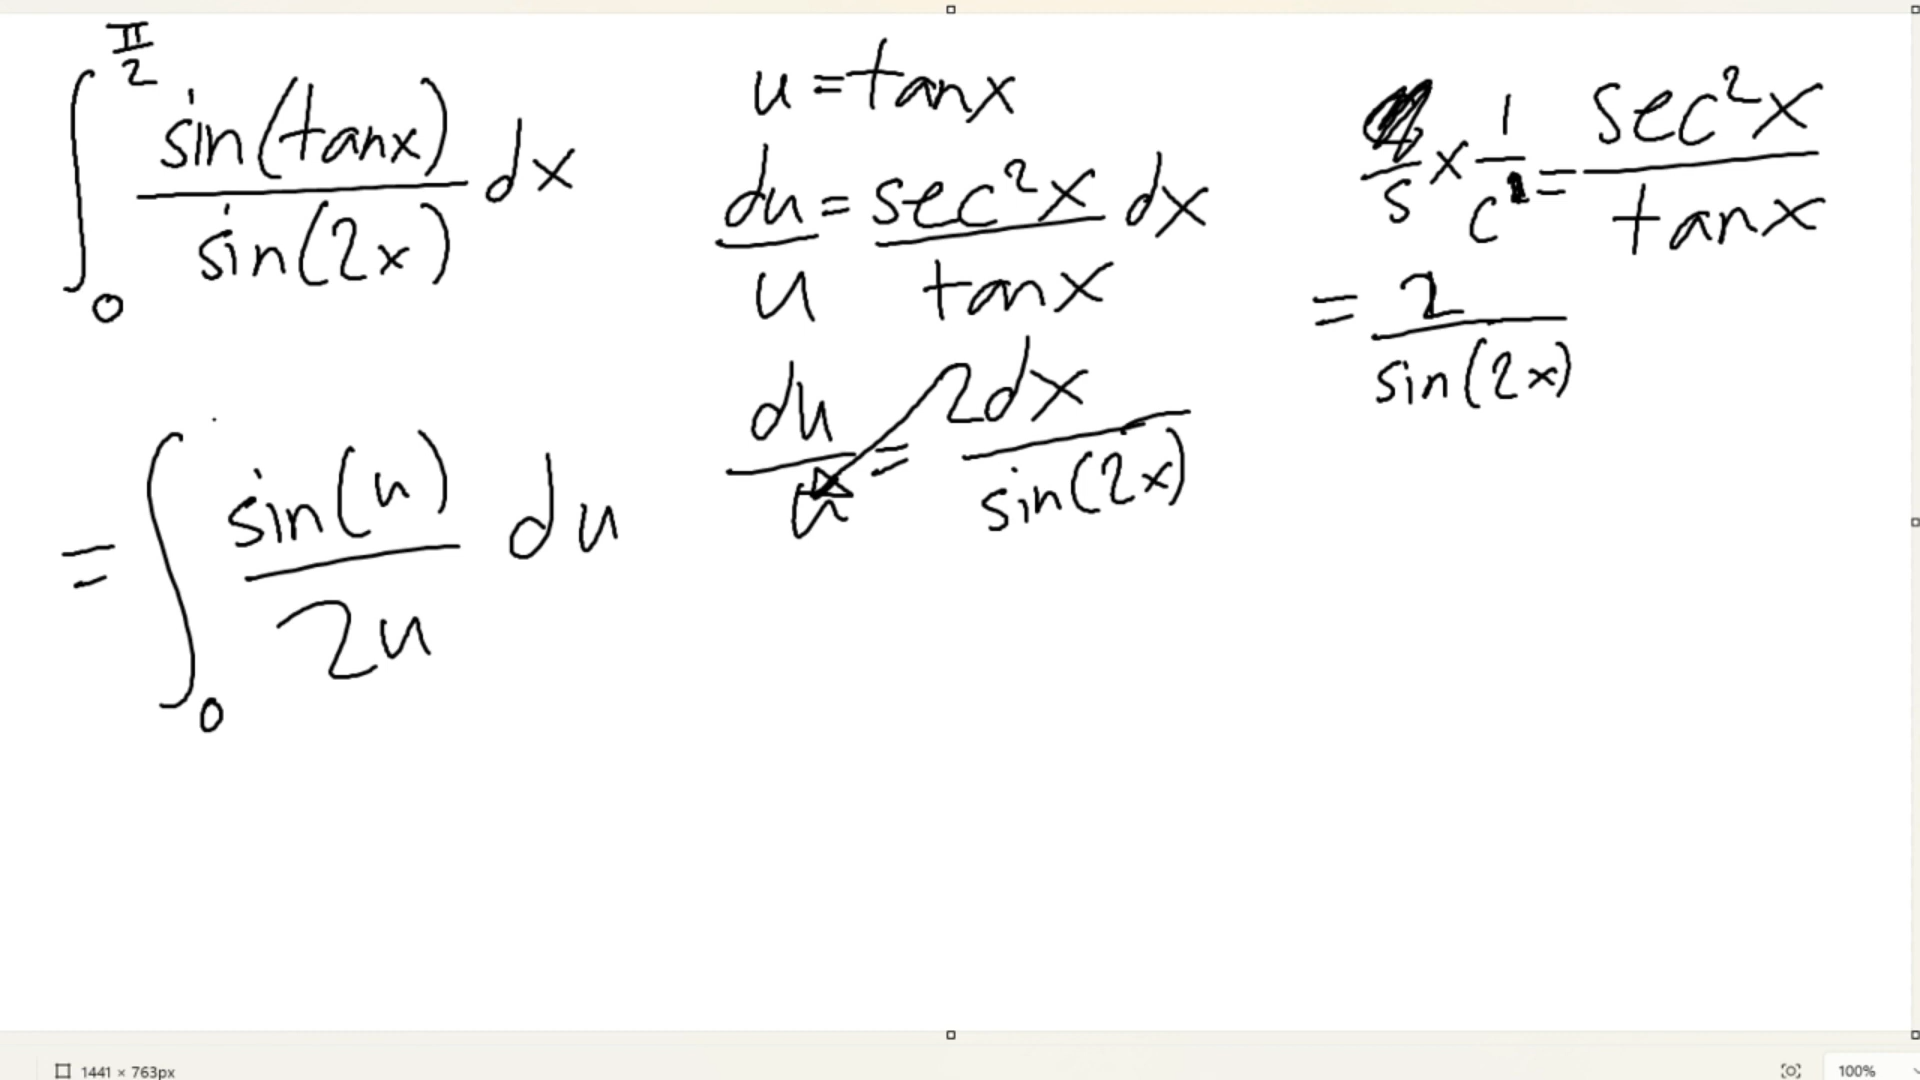 ∫₀^(π/2) sin(tanx)/sin(2x) dx
= ∫₀ sin(u)/2u du
u = tanx
du/u = sec²x/tanx dx
du/u = 2dx/sin(2x)
/s × 1/c = sec²x/tanx
= 2/sin(2x)
1441 × 763px
100%